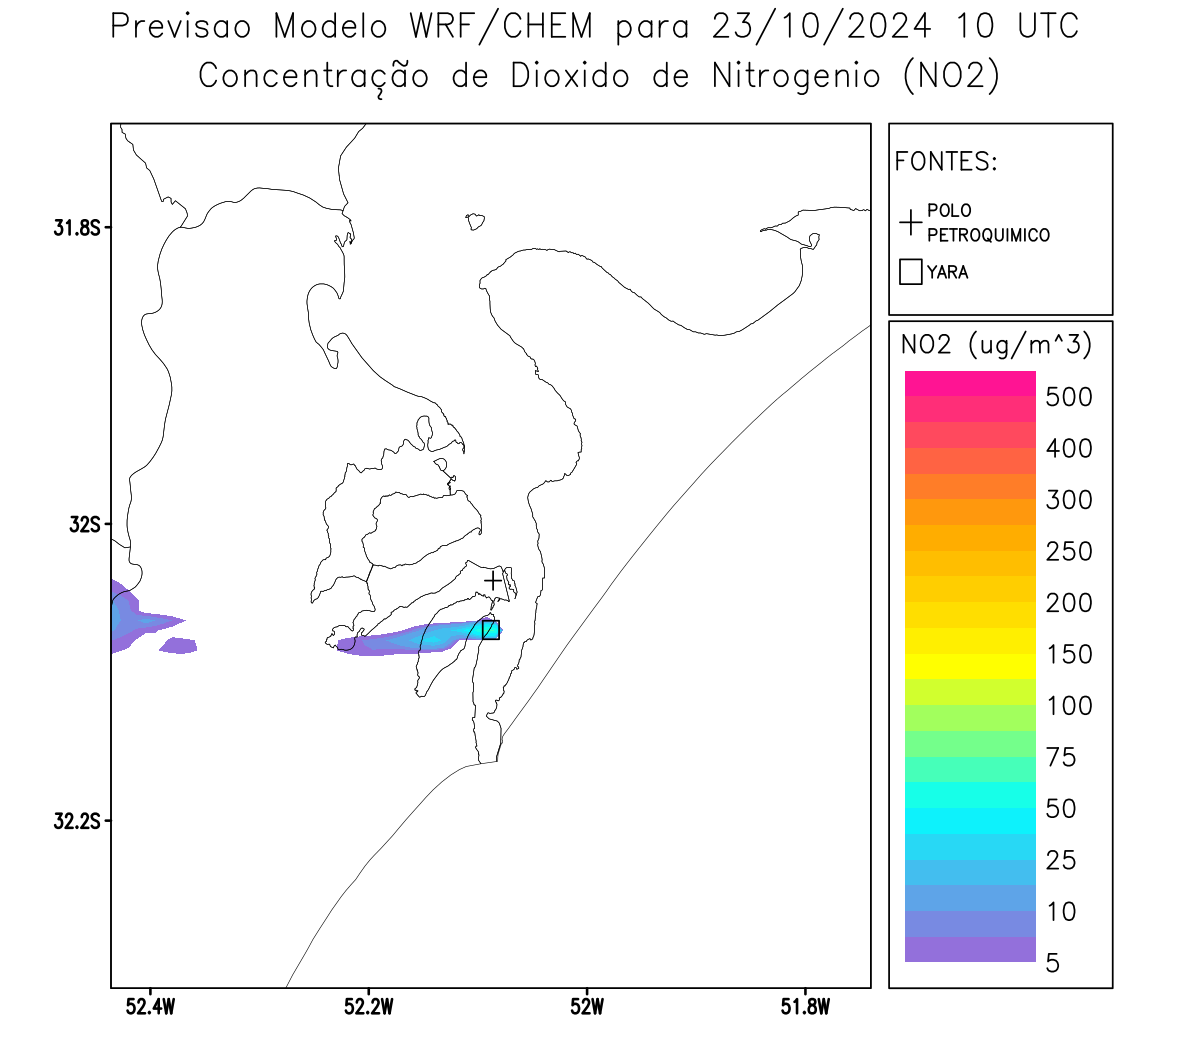 Previsao Modelo WRF/CHEM para 23/10/2024 10 UTC
Concentração de Dioxido de Nitrogenio (NO2)
FONTES:
POLO
PETROQUIMICO
YARA
NO2 (ug/m^3)
500
400
300
250
200
150
100
75
50
25
10
5
31.8S
32S
32.2S
52.4W
52.2W
52W
51.8W